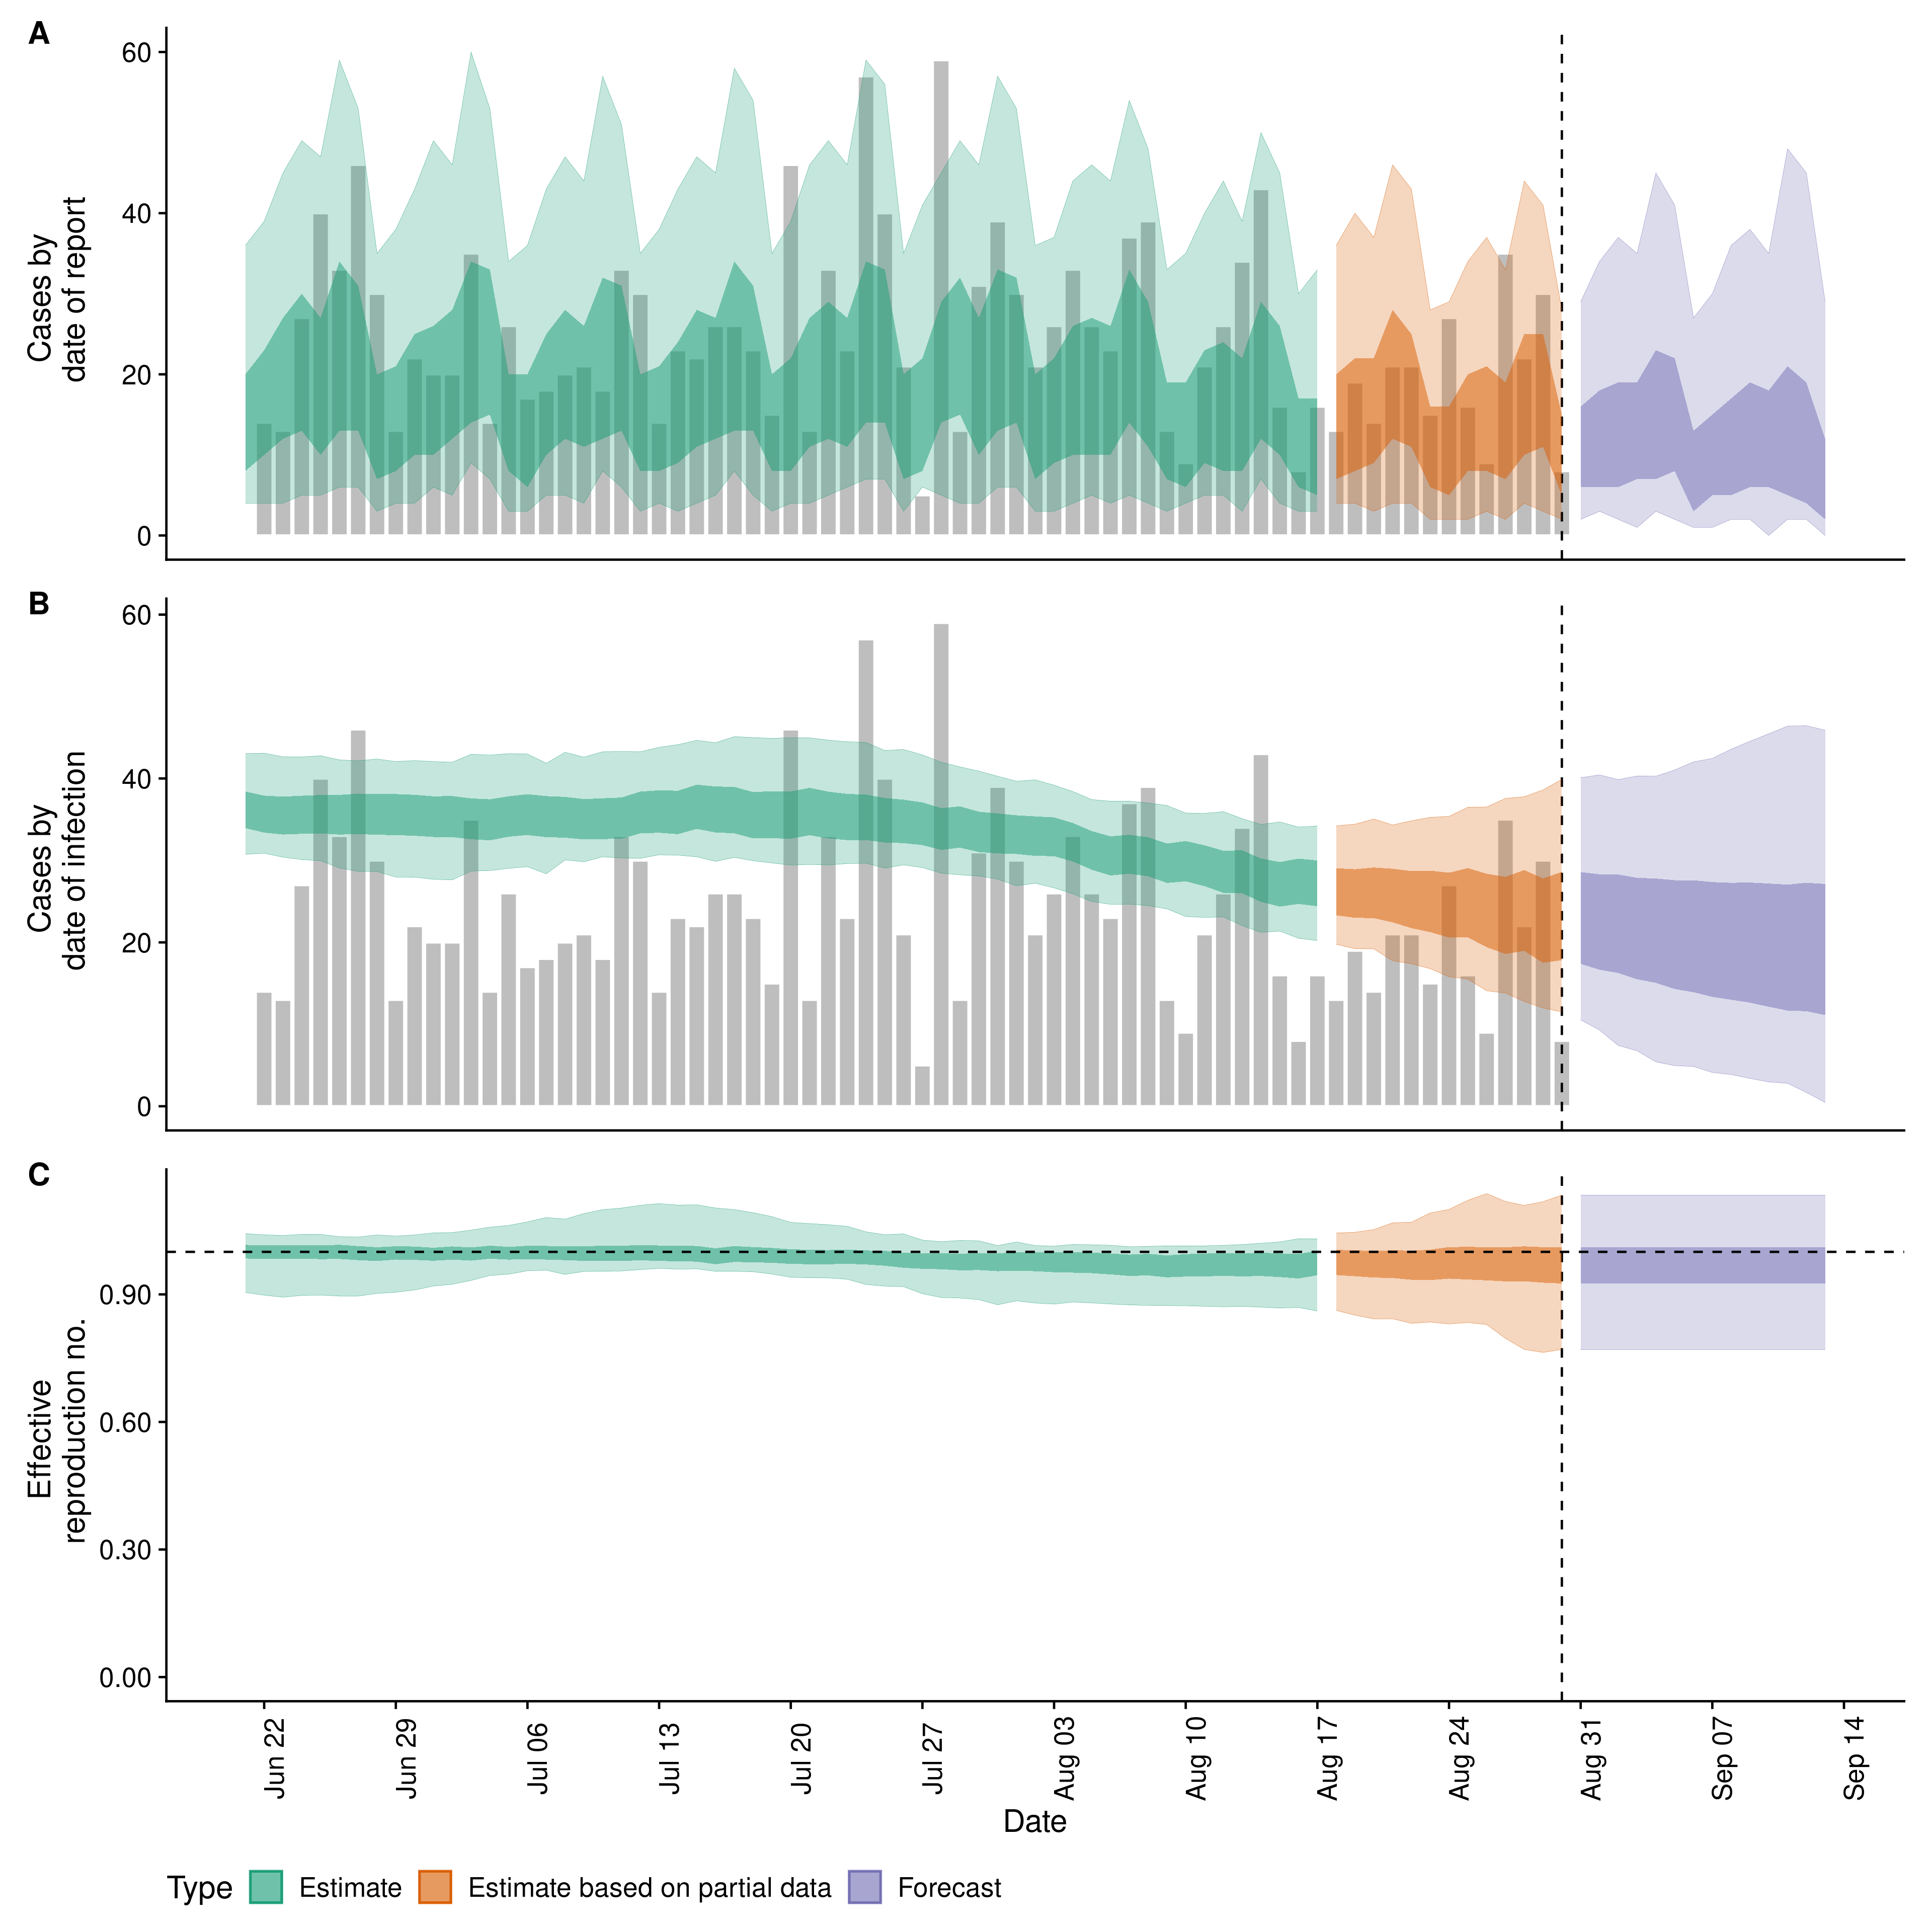 A
Cases by
date of report
60
40
20
0
B
Cases by
date of infection
60
40
20
0
C
Effective
reproduction no.
0.90
0.60
0.30
0.00
Jun 22
Jun 29
Jul 06
Jul 13
Jul 20
Jul 27
Aug 03
Aug 10
Aug 17
Aug 24
Aug 31
Sep 07
Sep 14
Date
Type Estimate Estimate based on partial data Forecast